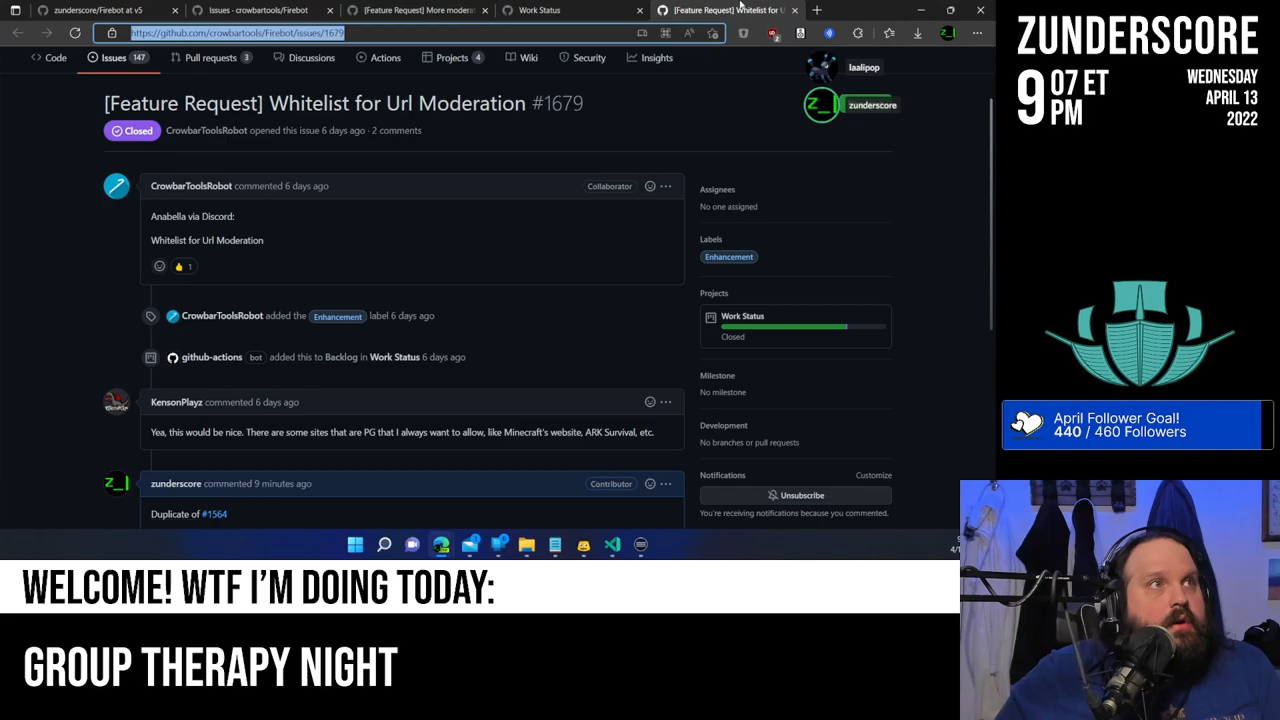 zunderscore/Firebot at v5
Issues · crowbartools/Firebot
[Feature Request] More modera
Work Status
[Feature Request] Whitelist for U
https://github.com/crowbartools/Firebot/issues/1679
Code
Issues 147
Pull requests 3
Discussions
Actions
Projects 4
Wiki
Security
Insights
laalipop
zunderscore
[Feature Request] Whitelist for Url Moderation #1679
Closed
CrowbarToolsRobot opened this issue 6 days ago · 2 comments
CrowbarToolsRobot commented 6 days ago
Collaborator
Anabella via Discord:
Whitelist for Url Moderation
1
CrowbarToolsRobot added the Enhancement label 6 days ago
github-actions bot added this to Backlog in Work Status 6 days ago
KensonPlayz commented 6 days ago
Yea, this would be nice. There are some sites that are PG that I always want to allow, like Minecraft's website, ARK Survival, etc.
zunderscore commented 9 minutes ago
Contributor
Duplicate of #1564
Assignees
No one assigned
Labels
Enhancement
Projects
Work Status
Closed
Milestone
No milestone
Development
No branches or pull requests
Notifications
Customize
Unsubscribe
You're receiving notifications because you commented.
ZUNDERSCORE
9 07 ET
PM
WEDNESDAY
APRIL 13
2022
April Follower Goal!
440 / 460 Followers
WELCOME! WTF I'M DOING TODAY:
GROUP THERAPY NIGHT